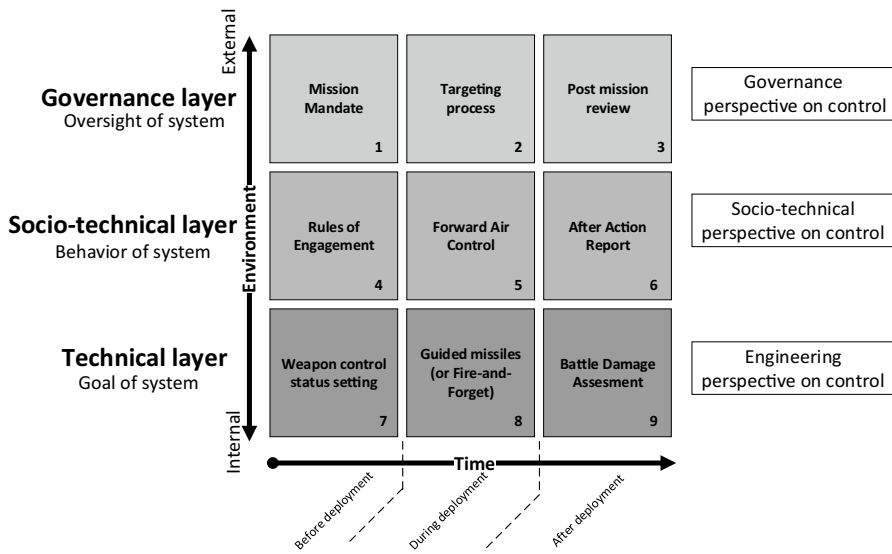 External
Governance layer
Oversight of system
Mission
Mandate
1
Targeting
process
2
Post mission
review
3
Governance
perspective on control
Environment
Socio-technical layer
Behavior of system
Rules of
Engagement
4
Forward Air
Control
5
After Action
Report
6
Socio-technical
perspective on control
Technical layer
Goal of system
Weapon control
status setting
7
Guided missiles
(or Fire-and-
Forget)
8
Battle Damage
Assesment
9
Engineering
perspective on control
Internal
Time
Before deployment
During deployment
After deployment